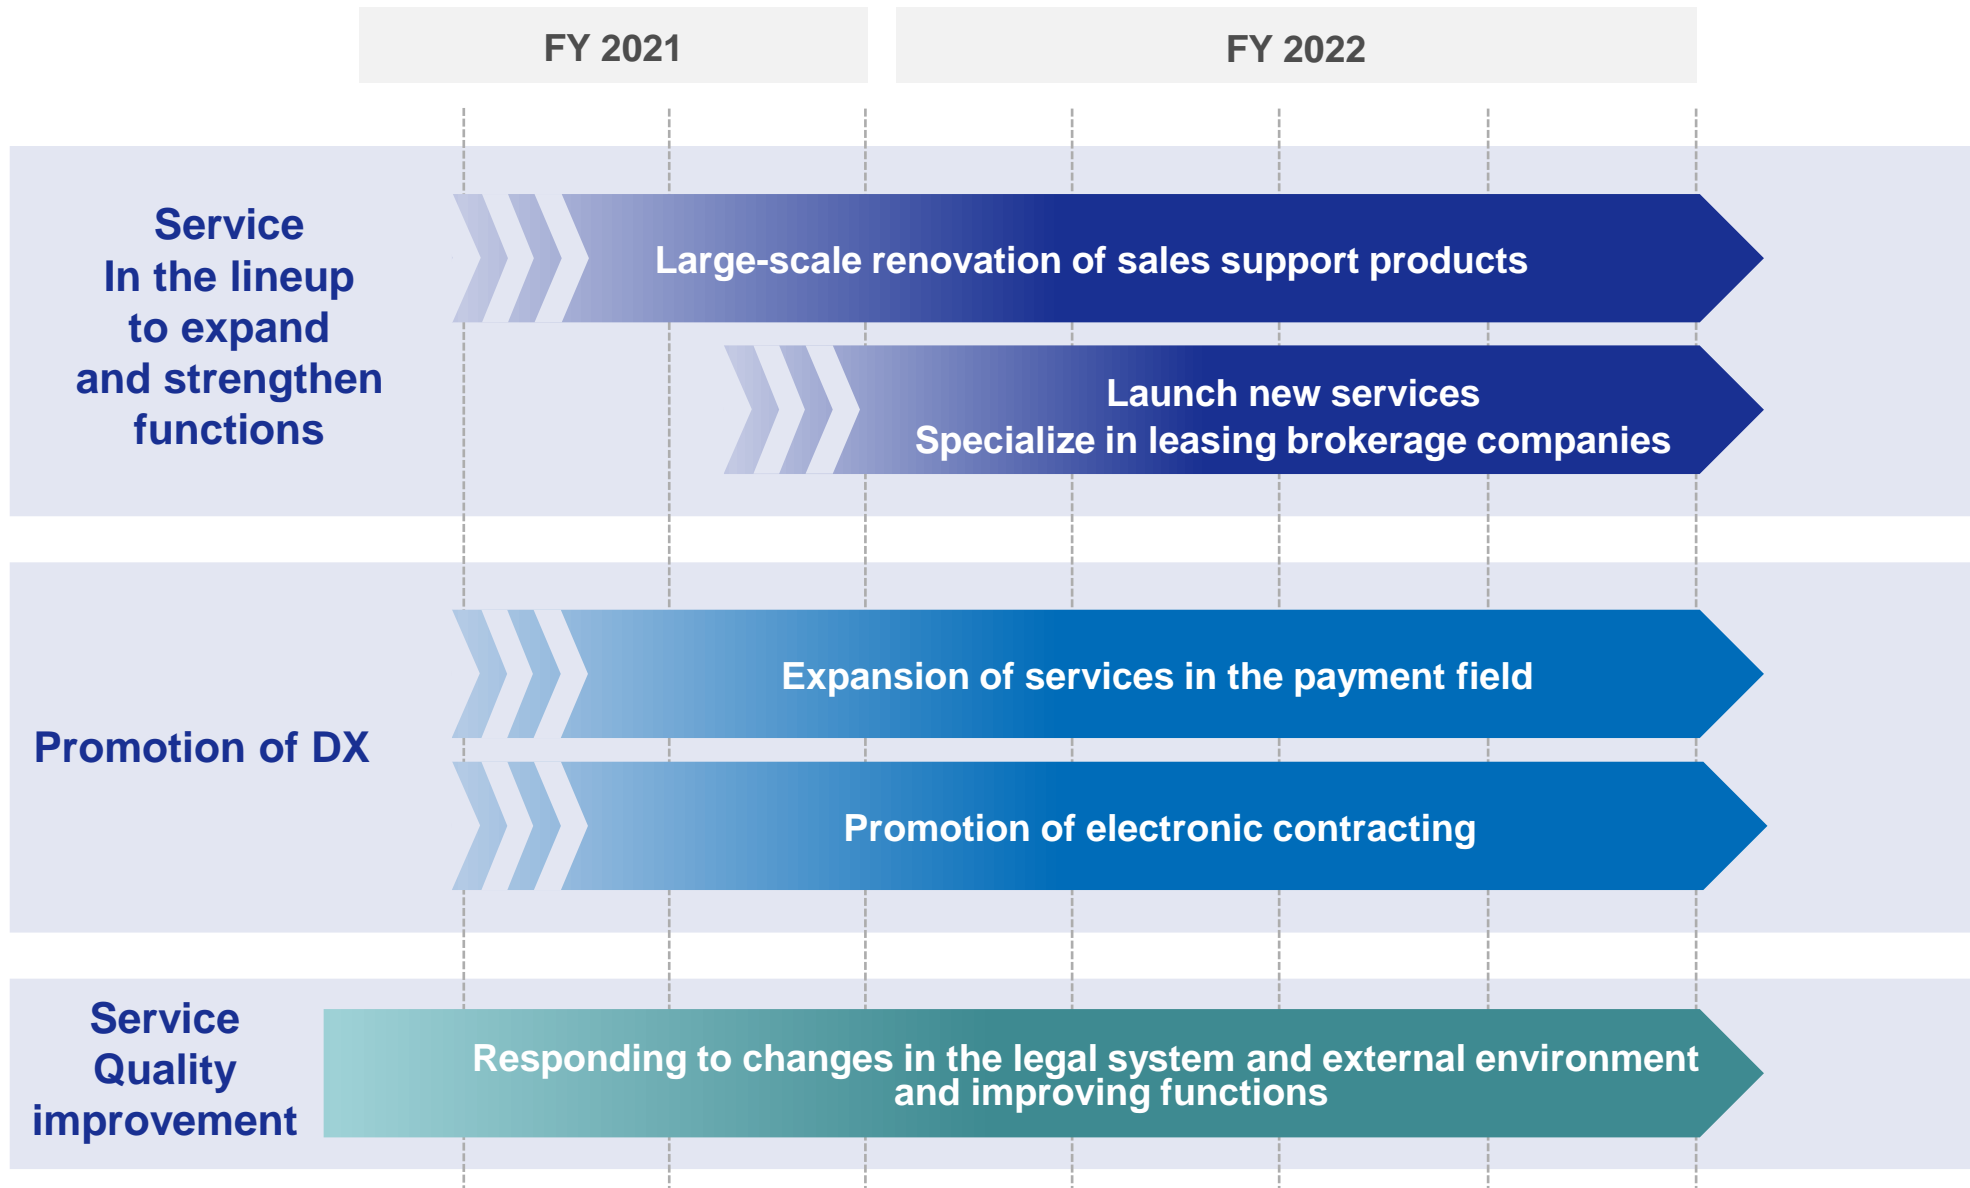 FY 2021
FY 2022
Service
In the lineup
to expand
and strengthen
functions
Large-scale renovation of sales support products
Launch new services
Specialize in leasing brokerage companies
Promotion of DX
Expansion of services in the payment field
Promotion of electronic contracting
Service
Quality
improvement
Responding to changes in the legal system and external environment
and improving functions